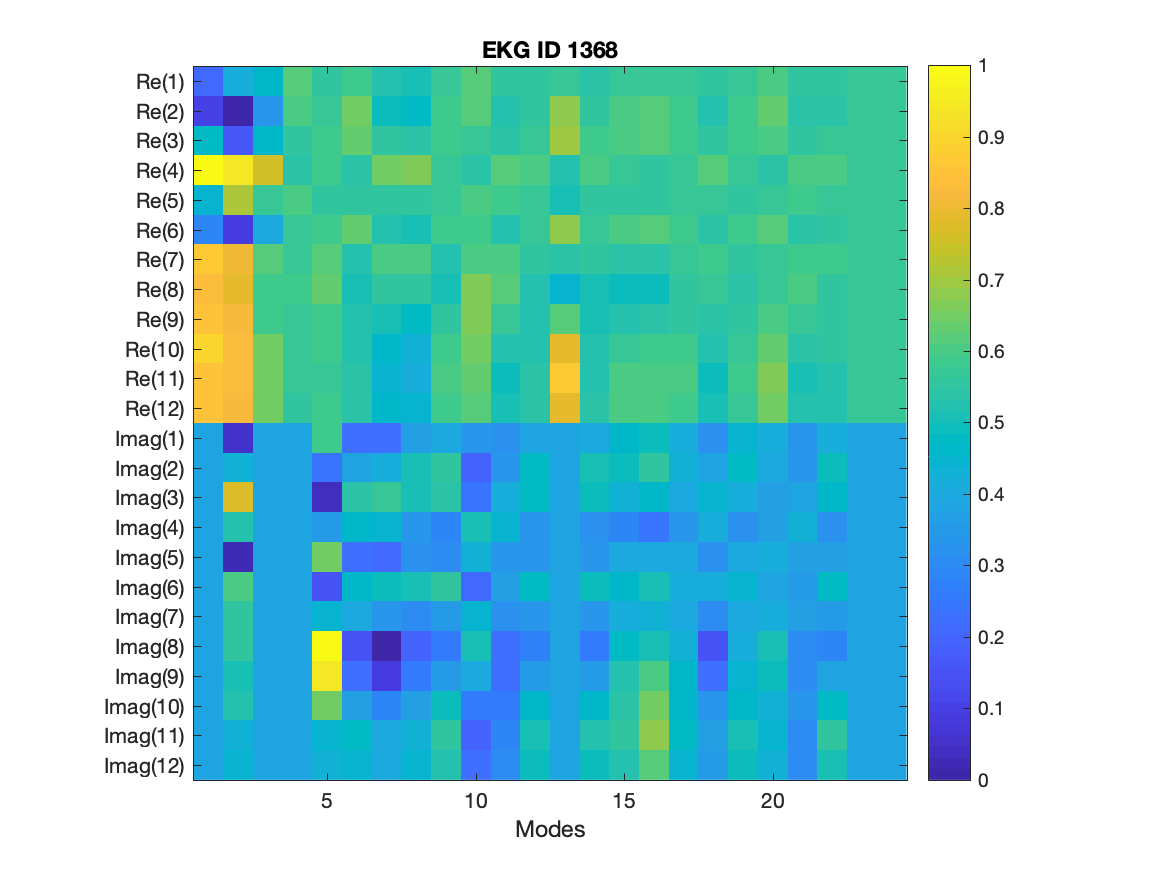 EKG ID 1368
Re(1)
Re(2)
Re(3)
Re(4)
Re(5)
Re(6)
Re(7)
Re(8)
Re(9)
Re(10)
Re(11)
Re(12)
Imag(1)
Imag(2)
Imag(3)
Imag(4)
Imag(5)
Imag(6)
Imag(7)
Imag(8)
Imag(9)
Imag(10)
Imag(11)
Imag(12)
5 10 15 20
Modes
1
0.9
0.8
0.7
0.6
0.5
0.4
0.3
0.2
0.1
0